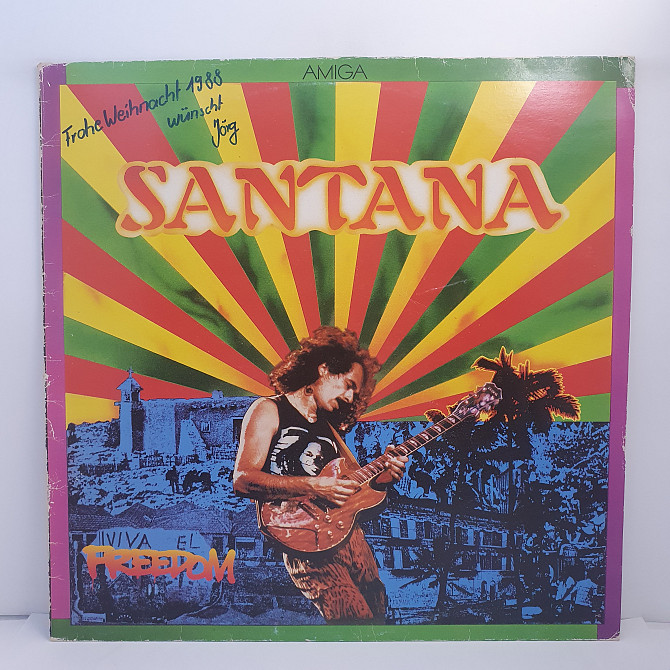 AMIGA
Frohe Weihnacht 1988
wünscht
Jörg
SANTANA
VIVA EL
FREEDOM